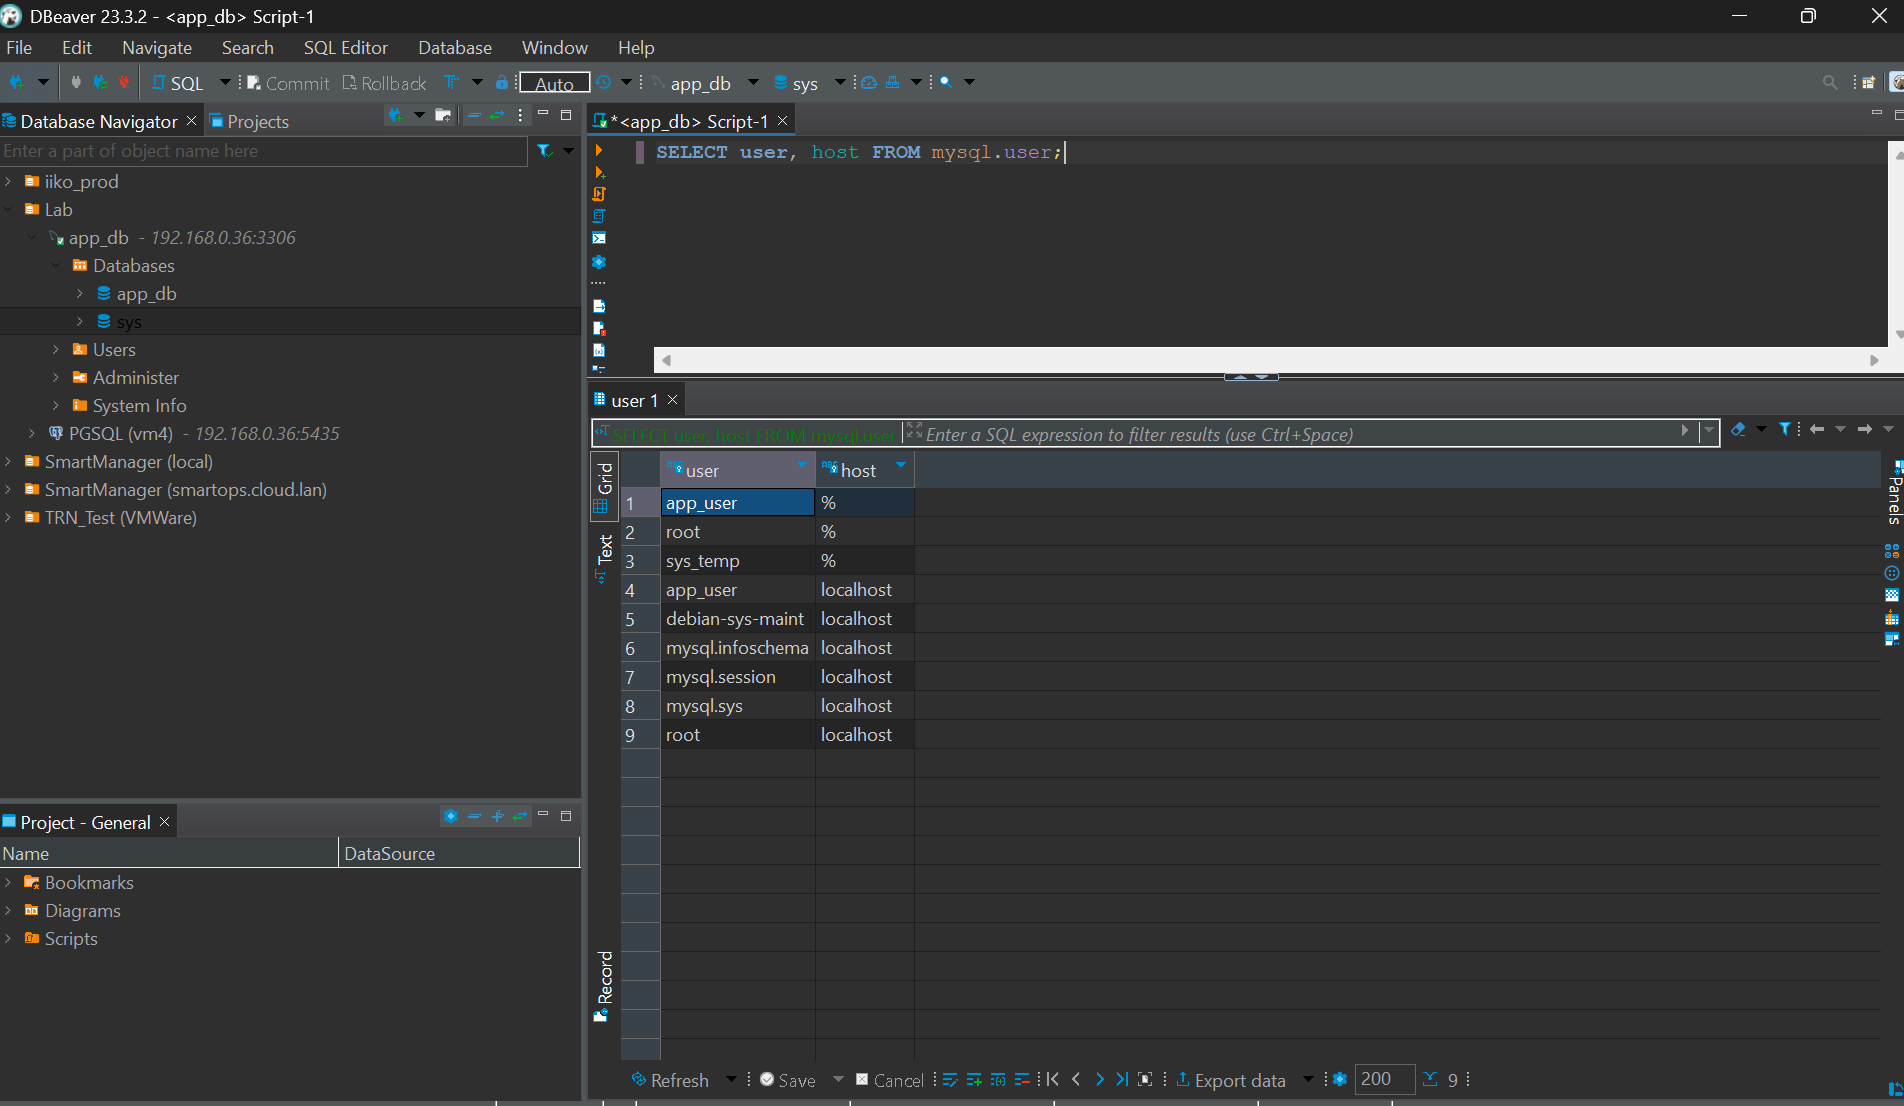 DBeaver 23.3.2 - <app_db> Script-1
File Edit Navigate Search SQL Editor Database Window Help
SQL Commit Rollback Auto app_db sys
Database Navigator Projects
Enter a part of object name here
iiko_prod
Lab
app_db - 192.168.0.36:3306
Databases
app_db
sys
Users
Administer
System Info
PGSQL (vm4) - 192.168.0.36:5435
SmartManager (local)
SmartManager (smartops.cloud.lan)
TRN_Test (VMWare)
Project - General
Name DataSource
Bookmarks
Diagrams
Scripts
*<app_db> Script-1
SELECT user, host FROM mysql.user;
user 1
SELECT user, host FROM mysql.user Enter a SQL expression to filter results (use Ctrl+Space)
Grid
Text
Record
Panels
user host
1 app_user %
2 root %
3 sys_temp %
4 app_user localhost
5 debian-sys-maint localhost
6 mysql.infoschema localhost
7 mysql.session localhost
8 mysql.sys localhost
9 root localhost
Refresh Save Cancel Export data 200 9